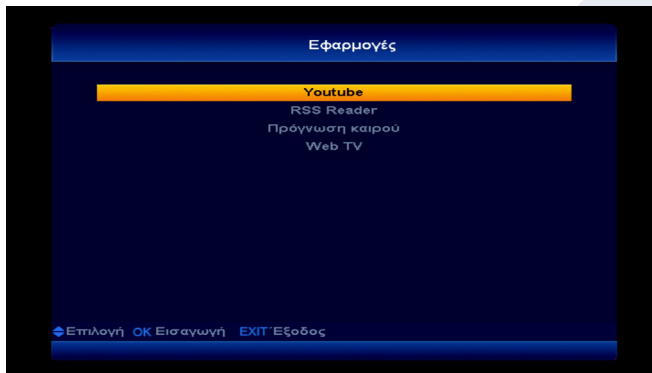 Εφαρμογές
Youtube
RSS Reader
Πρόγνωση καιρού
Web TV
Επιλογή OK Εισαγωγή EXIT Έξοδος